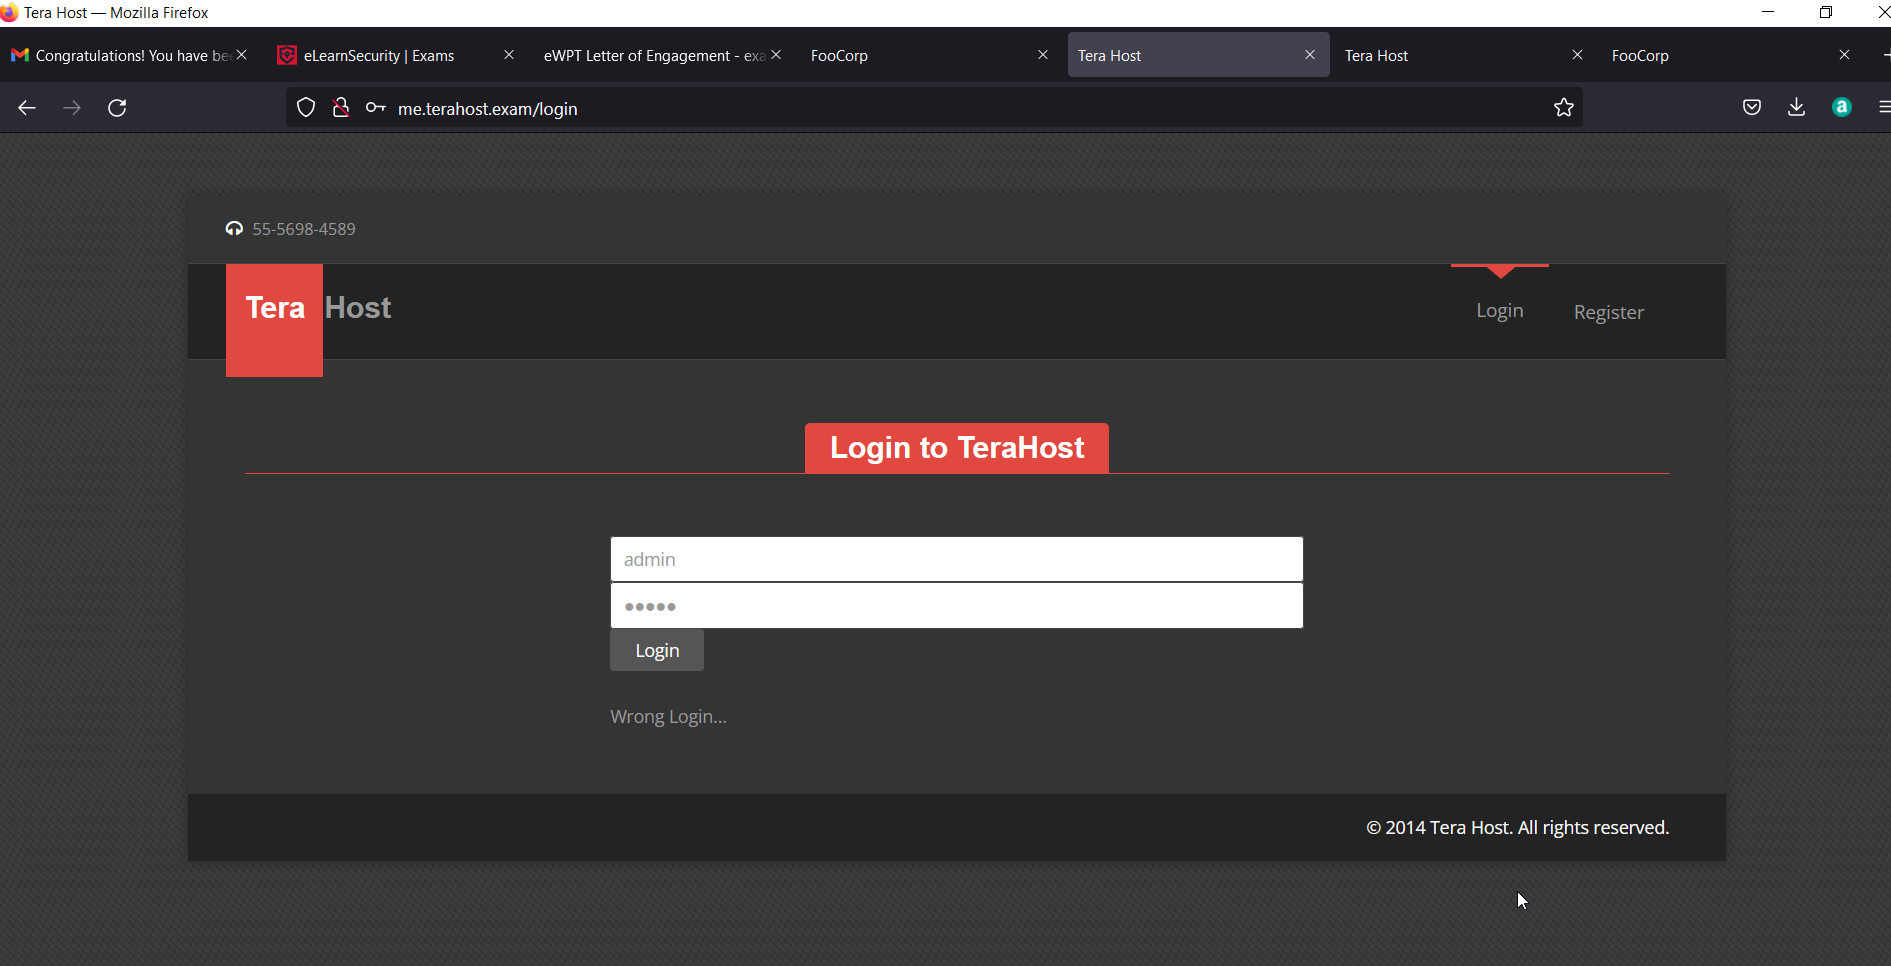 Tera Host — Mozilla Firefox
Congratulations! You have be
eLearnSecurity | Exams
eWPT Letter of Engagement - exa
FooCorp
Tera Host
Tera Host
FooCorp
me.terahost.exam/login
a
55-5698-4589
Tera Host
Login
Register
Login to TeraHost
admin
•••••
Login
Wrong Login...
© 2014 Tera Host. All rights reserved.